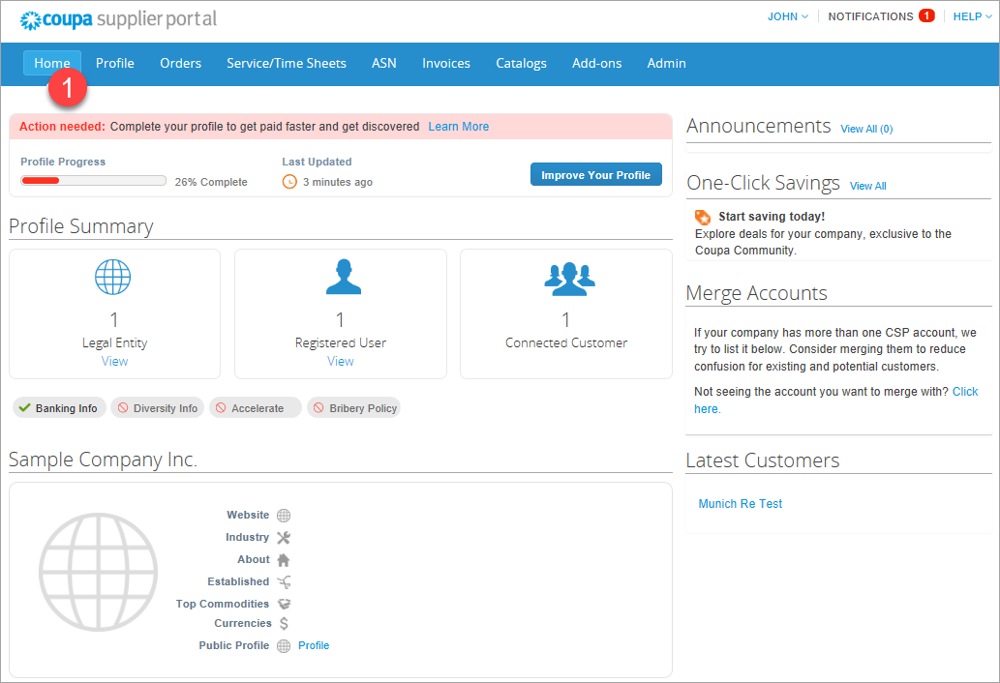 coupa supplier portal
JOHN
NOTIFICATIONS 1
HELP
Home
Profile
Orders
Service/Time Sheets
ASN
Invoices
Catalogs
Add-ons
Admin
1
Action needed: Complete your profile to get paid faster and get discovered Learn More
Profile Progress
26% Complete
Last Updated
3 minutes ago
Improve Your Profile
Profile Summary
1
Legal Entity
View
1
Registered User
View
1
Connected Customer
Banking Info
Diversity Info
Accelerate
Bribery Policy
Sample Company Inc.
Website
Industry
About
Established
Top Commodities
Currencies
Public Profile Profile
Announcements View All (0)
One-Click Savings View All
Start saving today!
Explore deals for your company, exclusive to the
Coupa Community.
Merge Accounts
If your company has more than one CSP account, we
try to list it below. Consider merging them to reduce
confusion for existing and potential customers.
Not seeing the account you want to merge with? Click
here.
Latest Customers
Munich Re Test